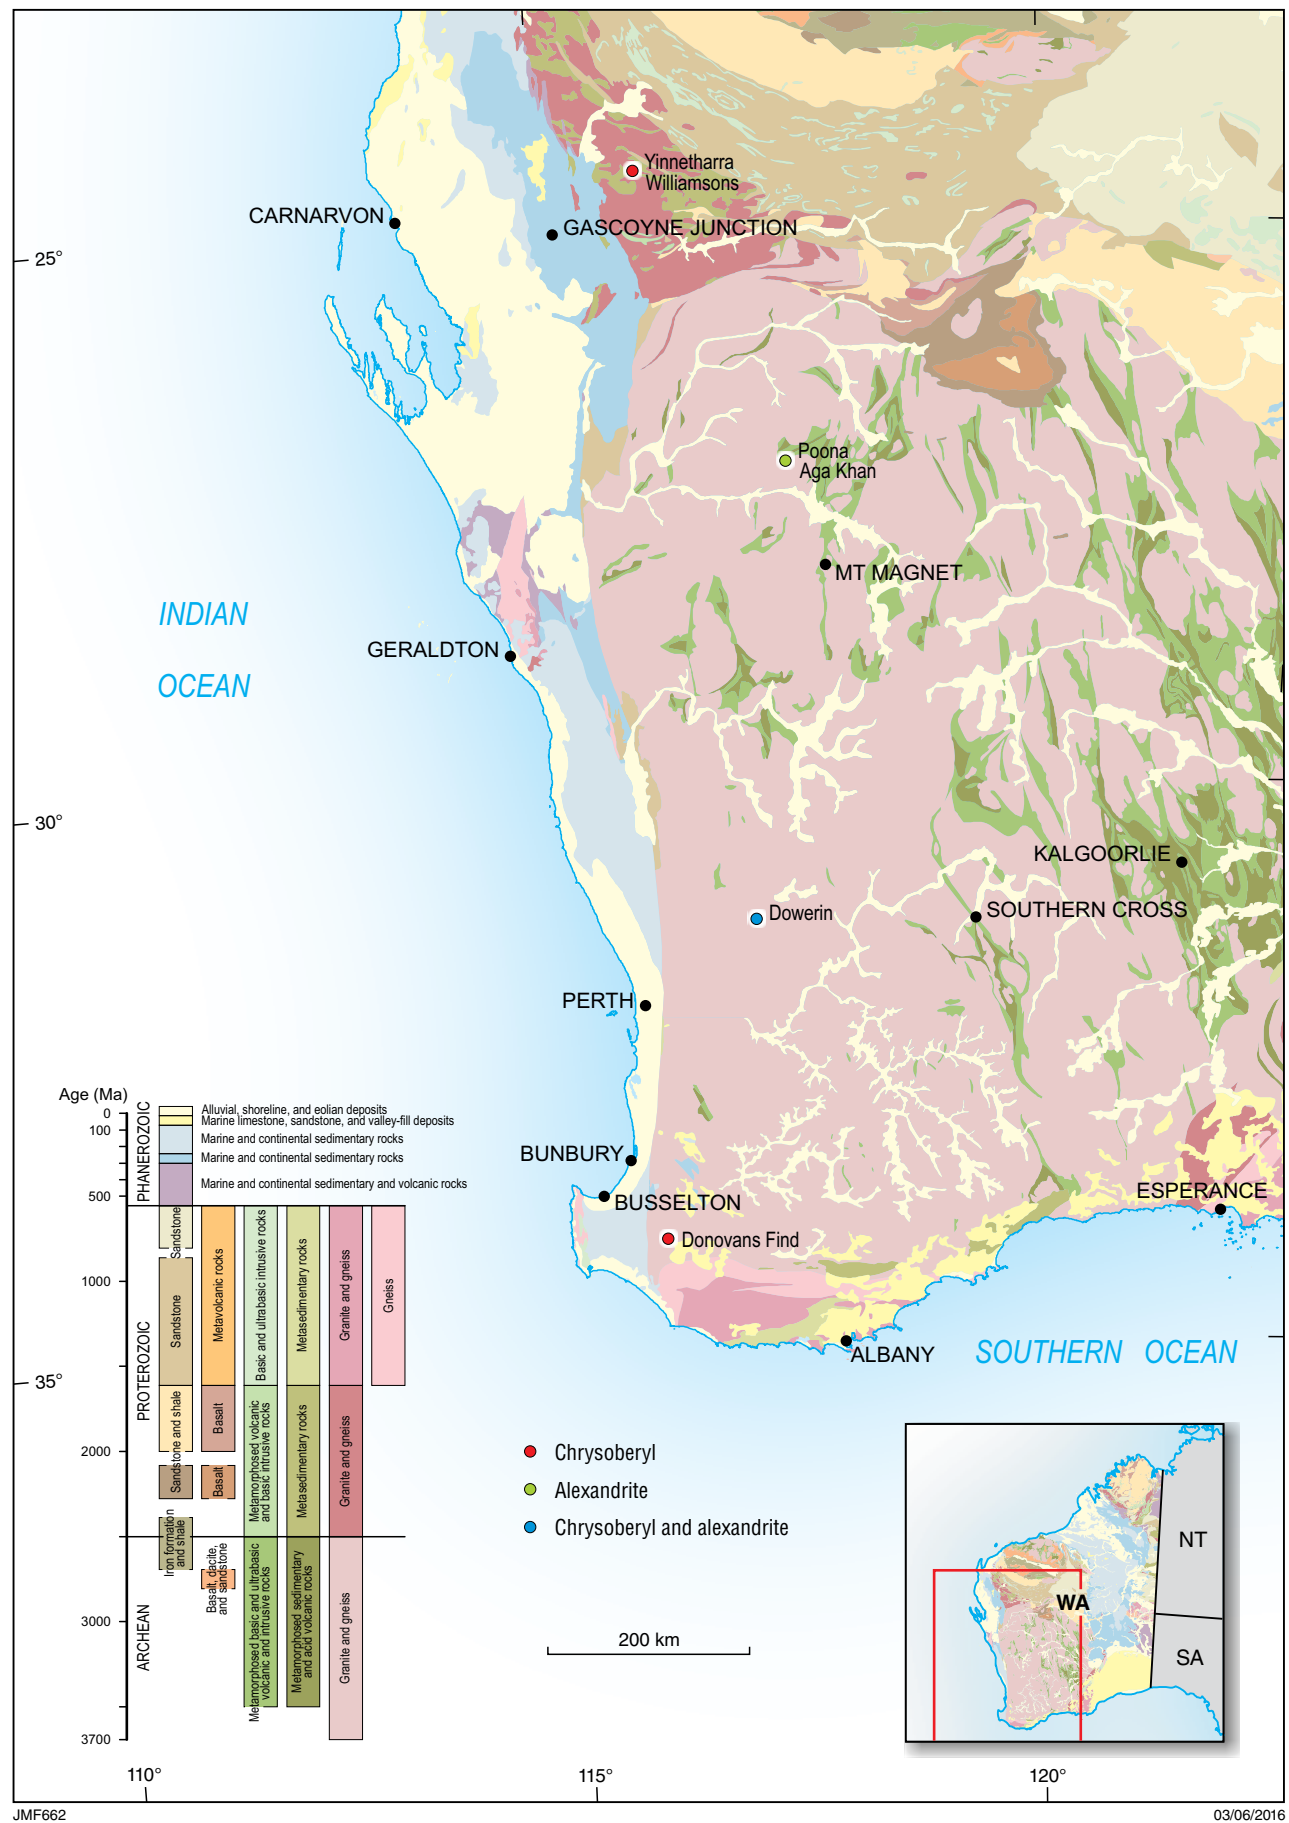 Yinnetharra
Williamsons
CARNARVON
GASCOYNE JUNCTION
25°
Poona
Aga Khan
MT MAGNET
INDIAN
OCEAN
GERALDTON
30°
KALGOORLIE
SOUTHERN CROSS
Dowerin
PERTH
BUNBURY
BUSSELTON
ESPERANCE
Donovans Find
ALBANY
SOUTHERN OCEAN
35°
Age (Ma)
0
100
500
1000
2000
3000
3700
PHANEROZOIC
PROTEROZOIC
ARCHEAN
Alluvial, shoreline, and eolian deposits
Marine limestone, sandstone, and valley-fill deposits
Marine and continental sedimentary rocks
Marine and continental sedimentary rocks
Marine and continental sedimentary and volcanic rocks
Sandstone
Sandstone
Sandstone and shale
Sandstone and shale
Iron formation
and shale
Metavolcanic rocks
Basalt
Basalt
Basalt, dacite,
and sandstone
Basic and ultrabasic intrusive rocks
Metamorphosed volcanic
and basic intrusive rocks
Metamorphosed basic and ultrabasic
volcanic and intrusive rocks
Metasedimentary rocks
Metasedimentary rocks
Metamorphosed sedimentary
and acid volcanic rocks
Granite and gneiss
Granite and gneiss
Granite and gneiss
Gneiss
Chrysoberyl
Alexandrite
Chrysoberyl and alexandrite
200 km
WA
NT
SA
110°
115°
120°
JMF662
03/06/2016